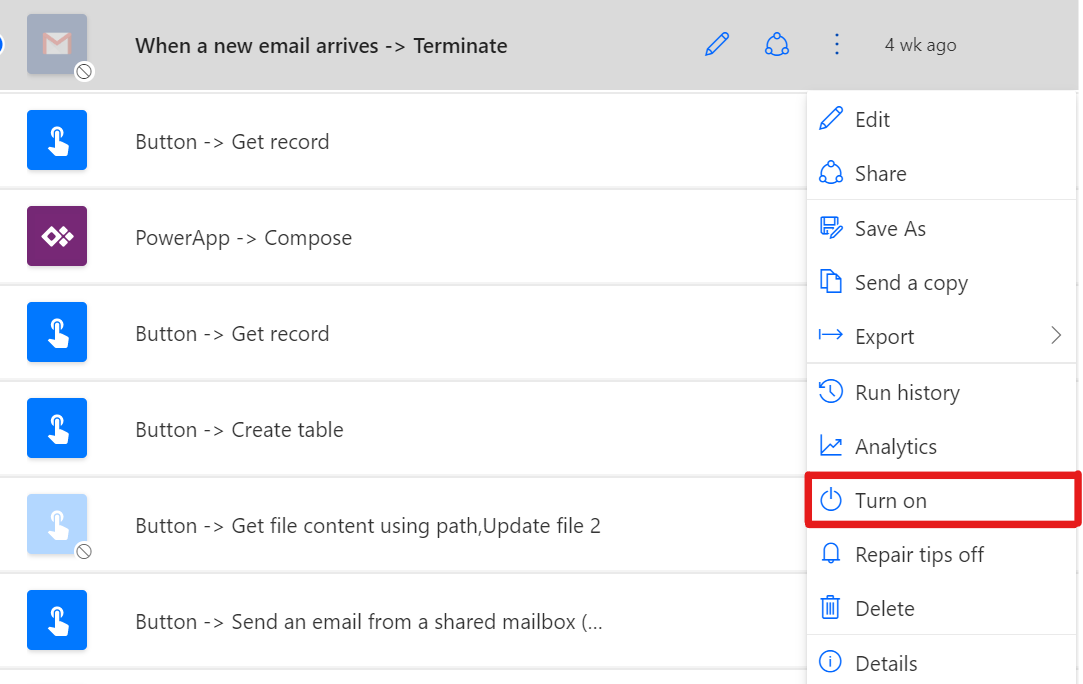 When a new email arrives -> Terminate
4 wk ago
Button -> Get record
PowerApp -> Compose
Button -> Get record
Button -> Create table
Button -> Get file content using path,Update file 2
Button -> Send an email from a shared mailbox (...
Edit
Share
Save As
Send a copy
Export
Run history
Analytics
Turn on
Repair tips off
Delete
Details